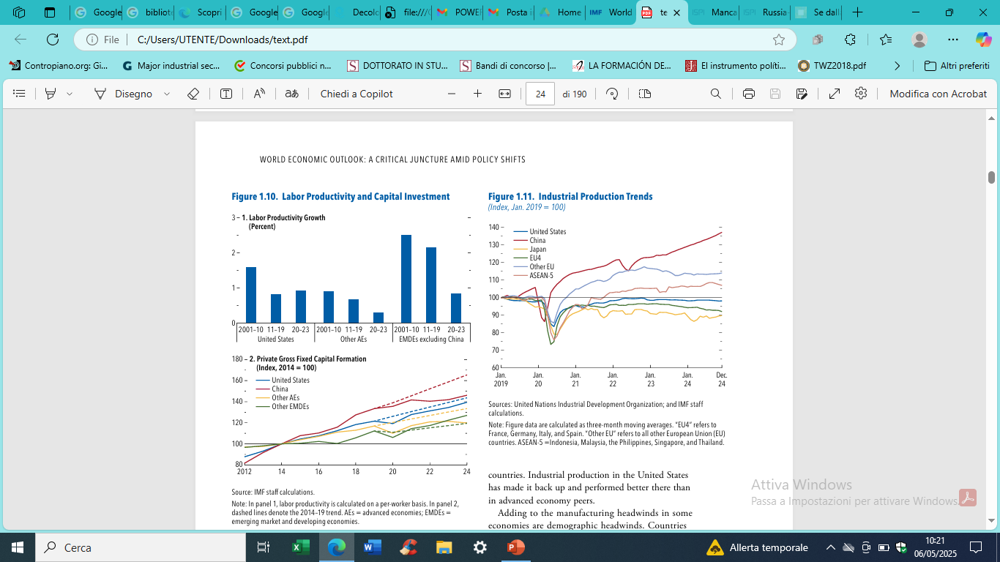 Google
bibliot
Scopri
Google
Google
Decolo
file:///C
POWER
Posta i
Home
IMF World
te
Manca
Russia
Se dall
File
C:/Users/UTENTE/Downloads/text.pdf
Contropiano.org: Gi...
Major industrial sec...
Concorsi pubblici n...
DOTTORATO IN STU...
Bandi di concorso |...
LA FORMACIÓN DE...
El instrumento políti...
TWZ2018.pdf
Altri preferiti
Disegno
Chiedi a Copilot
24 di 190
Modifica con Acrobat
WORLD ECONOMIC OUTLOOK: A CRITICAL JUNCTURE AMID POLICY SHIFTS
Figure 1.10. Labor Productivity and Capital Investment
3 – 1. Labor Productivity Growth
(Percent)
2 –
1 –
0
2001–10 11–19 20–23 2001–10 11–19 20–23 2001–10 11–19 20–23
United States Other AEs EMDEs excluding China
180 – 2. Private Gross Fixed Capital Formation
(Index, 2014 = 100)
160 –
United States
China
140 –
Other AEs
Other EMDEs
120 –
100
80
2012 14 16 18 20 22 24
Source: IMF staff calculations.
Note: In panel 1, labor productivity is calculated on a per-worker basis. In panel 2,
dashed lines denote the 2014–19 trend. AEs = advanced economies; EMDEs =
emerging market and developing economies.
Figure 1.11. Industrial Production Trends
(Index, Jan. 2019 = 100)
140 –
United States
China
130 –
Japan
EU4
120 –
Other EU
ASEAN-5
110 –
100
90
80
70
60
Jan. Jan. Jan. Jan. Jan. Jan. Dec.
2019 20 21 22 23 24 24
Sources: United Nations Industrial Development Organization; and IMF staff
calculations.
Note: Figure data are calculated as three-month moving averages. “EU4” refers to
France, Germany, Italy, and Spain. “Other EU” refers to all other European Union (EU)
countries. ASEAN-5 =Indonesia, Malaysia, the Philippines, Singapore, and Thailand.
countries. Industrial production in the United States
has made it back up and performed better there than
in advanced economy peers.
Adding to the manufacturing headwinds in some
economies are demographic headwinds. Countries
Attiva Windows
Passa a Impostazioni per attivare Windows.
Cerca
Allerta temporale
10:21
06/05/2025